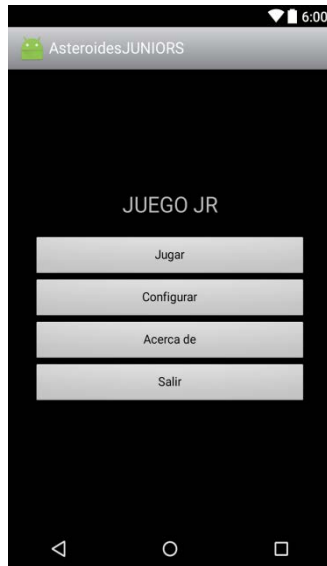 6:00
AsteroidesJUNIORS
JUEGO JR
Jugar
Configurar
Acerca de
Salir